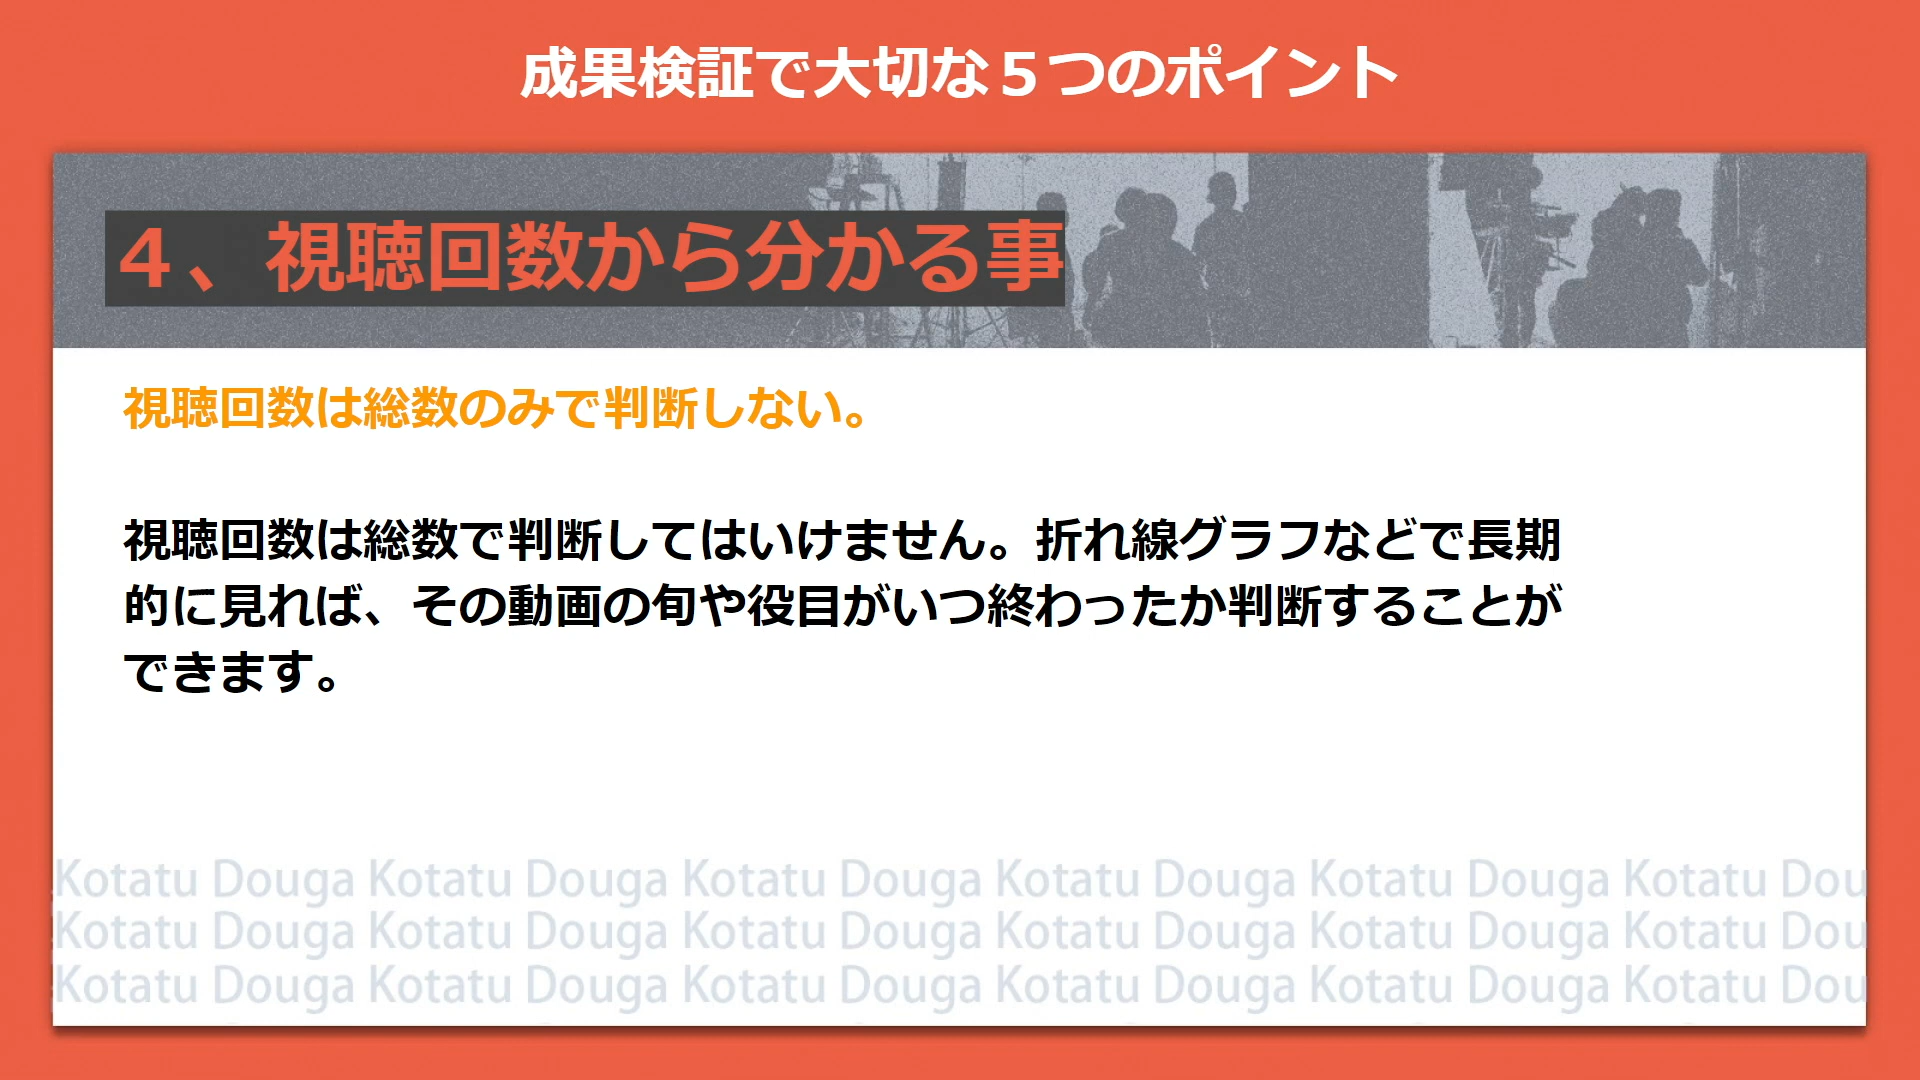 成果検証で大切な５つのポイント
４、視聴回数から分かる事
視聴回数は総数のみで判断しない。
視聴回数は総数で判断してはいけません。折れ線グラフなどで長期
的に見れば、その動画の旬や役目がいつ終わったか判断することが
できます。
Kotatu Douga Kotatu Douga Kotatu Douga Kotatu Douga Kotatu Douga Kotatu Dou
Kotatu Douga Kotatu Douga Kotatu Douga Kotatu Douga Kotatu Douga Kotatu Dou
Kotatu Douga Kotatu Douga Kotatu Douga Kotatu Douga Kotatu Douga Kotatu Dou